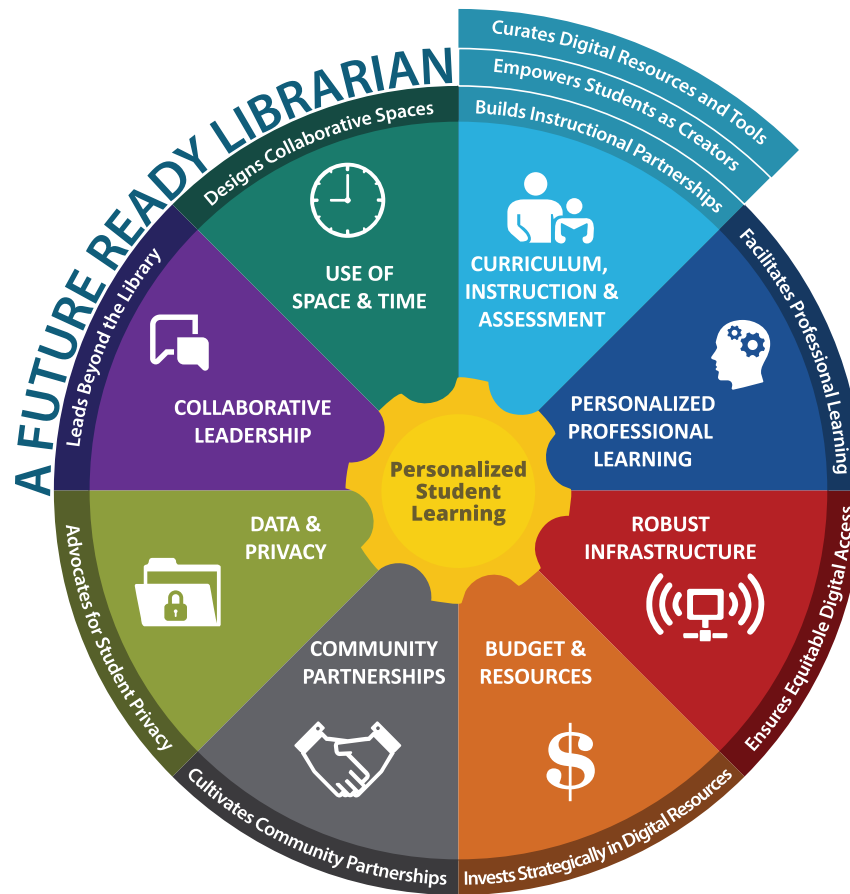 A FUTURE READY LIBRARIAN
Curates Digital Resources and Tools
Empowers Students as Creators
Builds Instructional Partnerships
CURRICULUM,
INSTRUCTION &
ASSESSMENT
Facilitates Professional Learning
PERSONALIZED
PROFESSIONAL
LEARNING
Ensures Equitable Digital Access
ROBUST
INFRASTRUCTURE
Invests Strategically in Digital Resources
BUDGET &
RESOURCES
$
Cultivates Community Partnerships
COMMUNITY
PARTNERSHIPS
Advocates for Student Privacy
DATA &
PRIVACY
Leads Beyond the Library
COLLABORATIVE
LEADERSHIP
Designs Collaborative Spaces
USE OF
SPACE & TIME
Personalized
Student
Learning